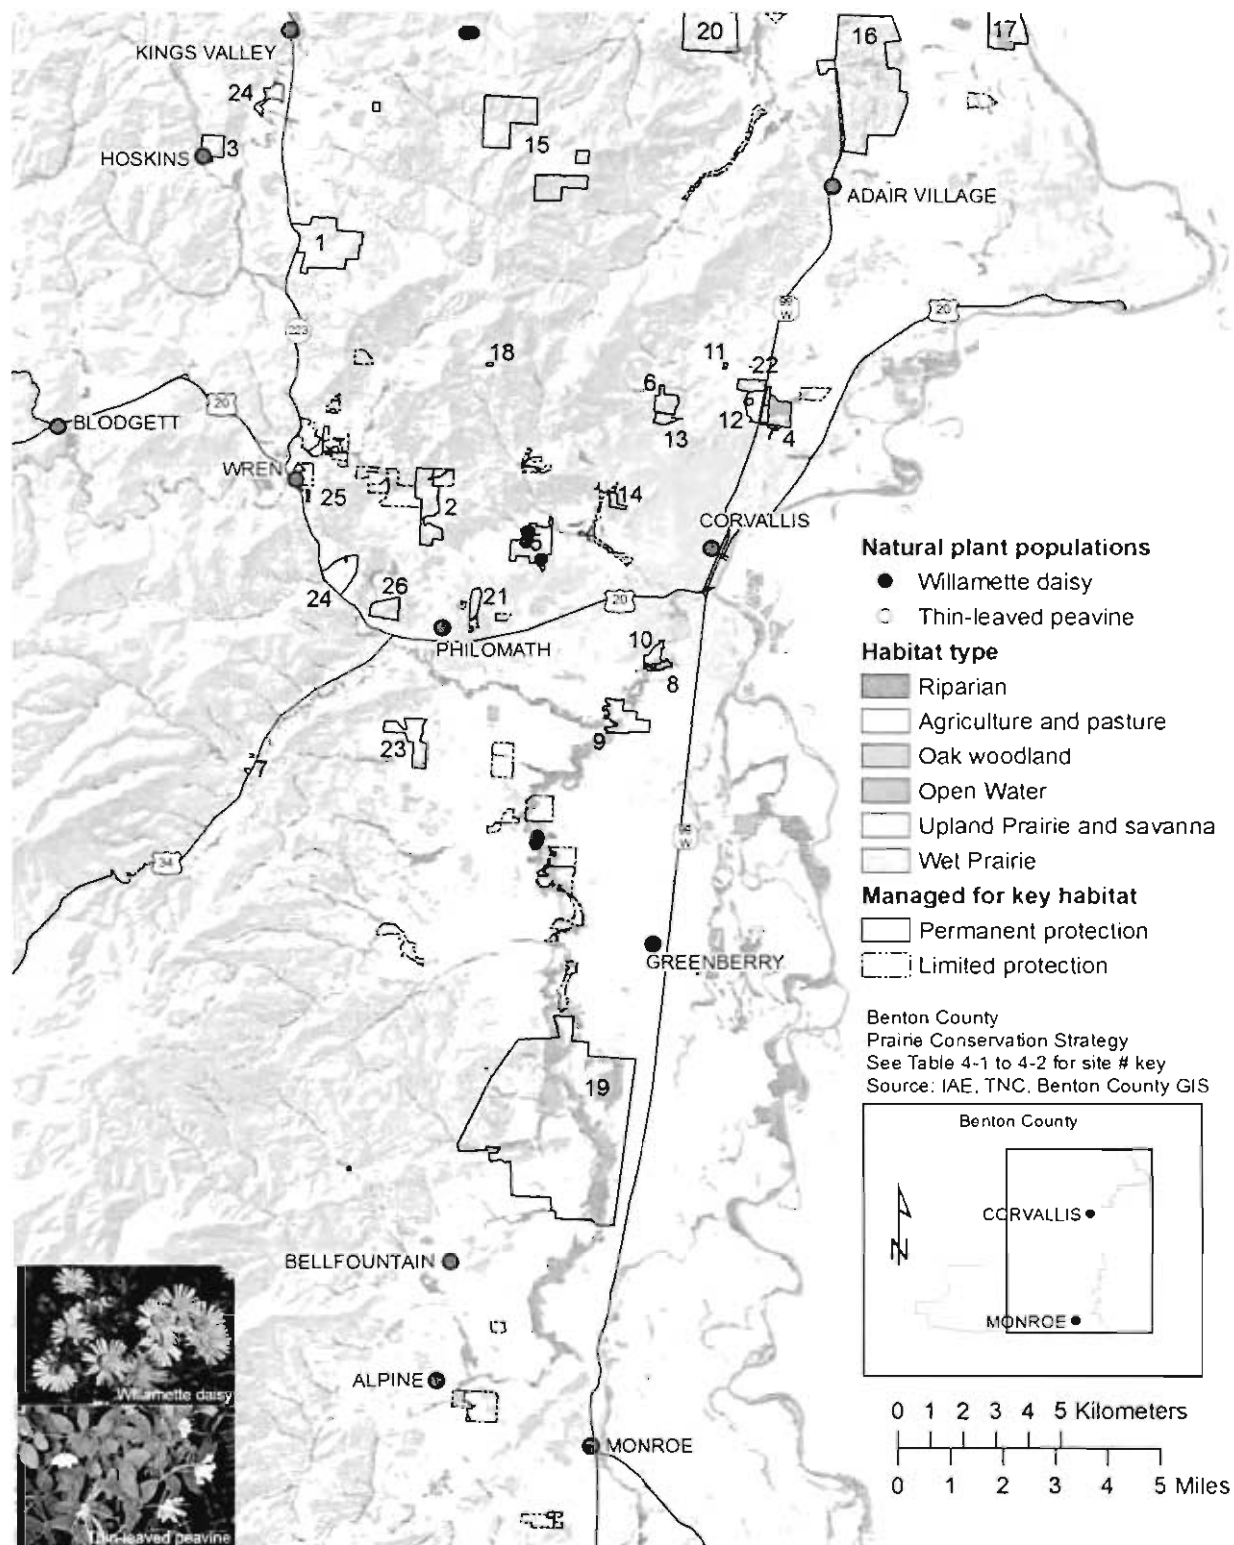 20
16
17
KINGS VALLEY
24
15
HOSKINS
3
ADAIR VILLAGE
1
99
W
20
223
18
11
22
6
20
BLODGETT
12
13
7
4
WREN
25
2
14
CORVALLIS
5
24
26
21
20
PHILOMATH
10
8
9
23
34
99
W
GREENBERRY
19
BELLFOUNTAIN
ALPINE
MONROE
Natural plant populations
Willamette daisy
Thin-leaved peavine
Habitat type
Riparian
Agriculture and pasture
Oak woodland
Open Water
Upland Prairie and savanna
Wet Prairie
Managed for key habitat
Permanent protection
Limited protection
Benton County
Prairie Conservation Strategy
See Table 4-1 to 4-2 for site # key
Source: IAE, TNC, Benton County GIS
Benton County
CORVALLIS
N
MONROE
0 1 2 3 4 5 Kilometers
0 1 2 3 4 5 Miles
Willamette daisy
Thin-leaved peavine